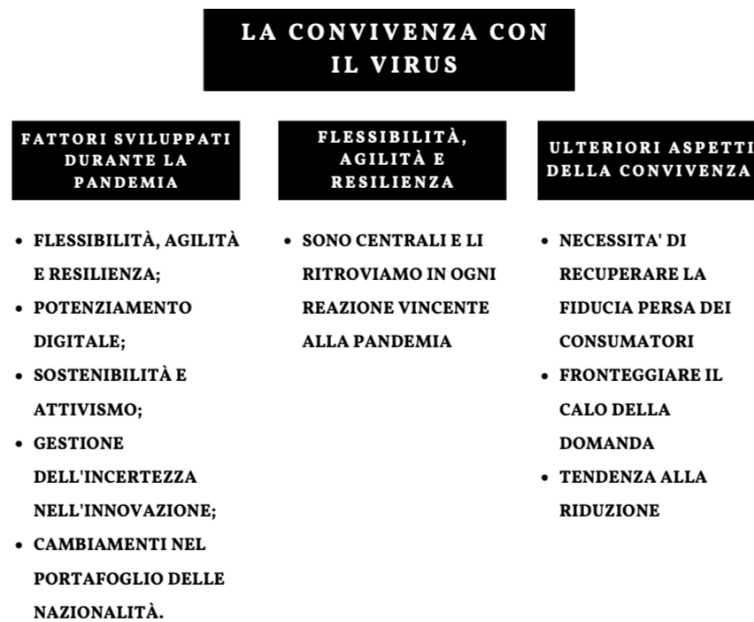 LA CONVIVENZA CON
IL VIRUS
FATTORI SVILUPPATI
DURANTE LA
PANDEMIA
• FLESSIBILITÀ, AGILITÀ
E RESILIENZA;
• POTENZIAMENTO
DIGITALE;
• SOSTENIBILITÀ E
ATTIVISMO;
• GESTIONE
DELL'INCERTEZZA
NELL'INNOVAZIONE;
• CAMBIAMENTI NEL
PORTAFOGLIO DELLE
NAZIONALITÀ.
FLESSIBILITÀ,
AGILITÀ E
RESILIENZA
• SONO CENTRALI E LI
RITROVIAMO IN OGNI
REAZIONE VINCENTE
ALLA PANDEMIA
ULTERIORI ASPETTI
DELLA CONVIVENZA
• NECESSITA' DI
RECUPERARE LA
FIDUCIA PERSA DEI
CONSUMATORI
• FRONTEGGIARE IL
CALO DELLA
DOMANDA
• TENDENZA ALLA
RIDUZIONE